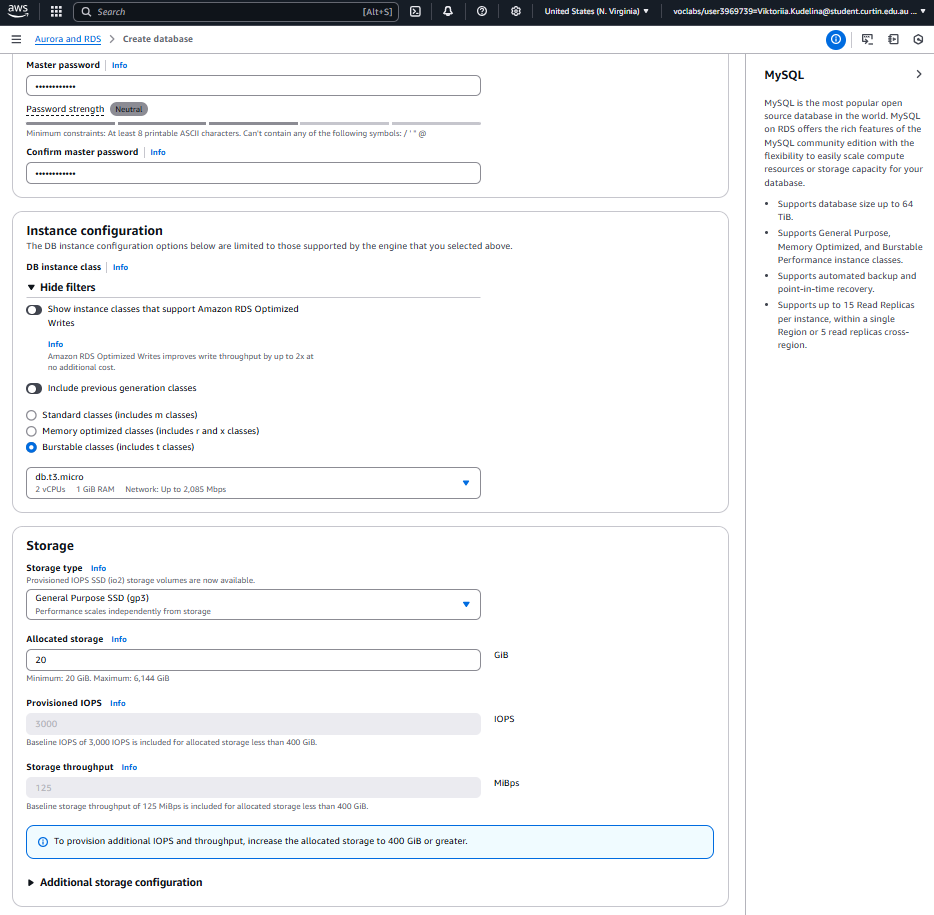 aws
Search
[Alt+S]
United States (N. Virginia)
voclabs/user3969739=Viktoriia.Kudelina@student.curtin.edu.au ...
Aurora and RDS
Create database
Master password
Info
••••••••••••
Password strength
Neutral
Minimum constraints: At least 8 printable ASCII characters. Can't contain any of the following symbols: / ' " @
Confirm master password
Info
••••••••••••
Instance configuration
The DB instance configuration options below are limited to those supported by the engine that you selected above.
DB instance class
Info
Hide filters
Show instance classes that support Amazon RDS Optimized
Writes
Info
Amazon RDS Optimized Writes improves write throughput by up to 2x at
no additional cost.
Include previous generation classes
Standard classes (includes m classes)
Memory optimized classes (includes r and x classes)
Burstable classes (includes t classes)
db.t3.micro
2 vCPUs 1 GiB RAM Network: Up to 2,085 Mbps
Storage
Storage type
Info
Provisioned IOPS SSD (io2) storage volumes are now available.
General Purpose SSD (gp3)
Performance scales independently from storage
Allocated storage
Info
20
GiB
Minimum: 20 GiB. Maximum: 6,144 GiB
Provisioned IOPS
Info
3000
IOPS
Baseline IOPS of 3,000 IOPS is included for allocated storage less than 400 GiB.
Storage throughput
Info
125
MiBps
Baseline storage throughput of 125 MiBps is included for allocated storage less than 400 GiB.
To provision additional IOPS and throughput, increase the allocated storage to 400 GiB or greater.
Additional storage configuration
MySQL
MySQL is the most popular open
source database in the world. MySQL
on RDS offers the rich features of the
MySQL community edition with the
flexibility to easily scale compute
resources or storage capacity for your
database.
• Supports database size up to 64
TiB.
• Supports General Purpose,
Memory Optimized, and Burstable
Performance instance classes.
• Supports automated backup and
point-in-time recovery.
• Supports up to 15 Read Replicas
per instance, within a single
Region or 5 read replicas cross-
region.